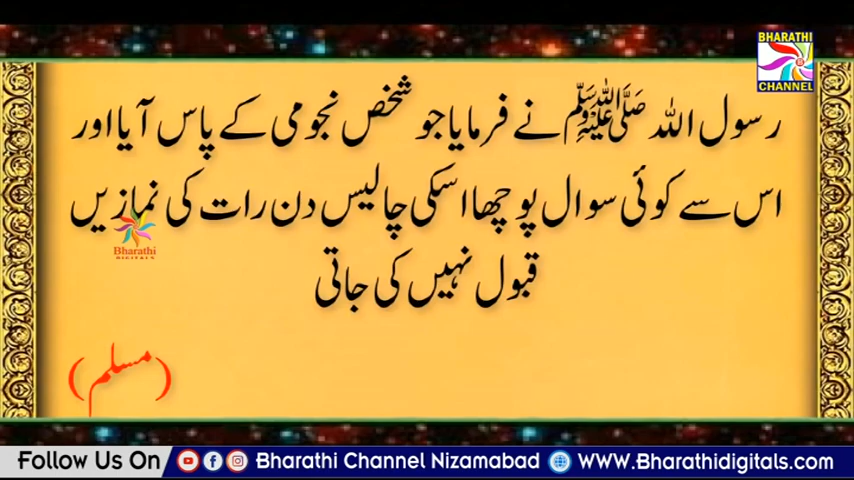 BHARATHI
CHANNEL
رسول اللہ ﷺ نے فرمایا جو شخص نجومی کے پاس آیا اور
اس سے کوئی سوال پوچھا اسکی چالیس دن رات کی نمازیں
قبول نہیں کی جاتی
Bharathi
DIGITALS
(مسلم)
Follow Us On Bharathi Channel Nizamabad www.Bharathidigitals.com